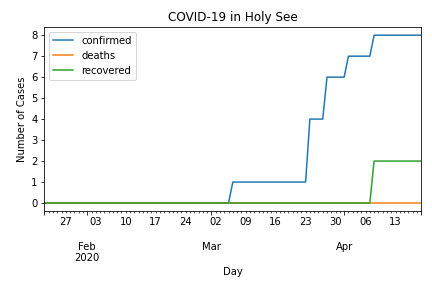 COVID-19 in Holy See
confirmed
deaths
recovered
Number of Cases
8
7
6
5
4
3
2
1
0
27 03 10 17 24 02 09 16 23 30 06 13
Feb Mar Apr
2020
Day